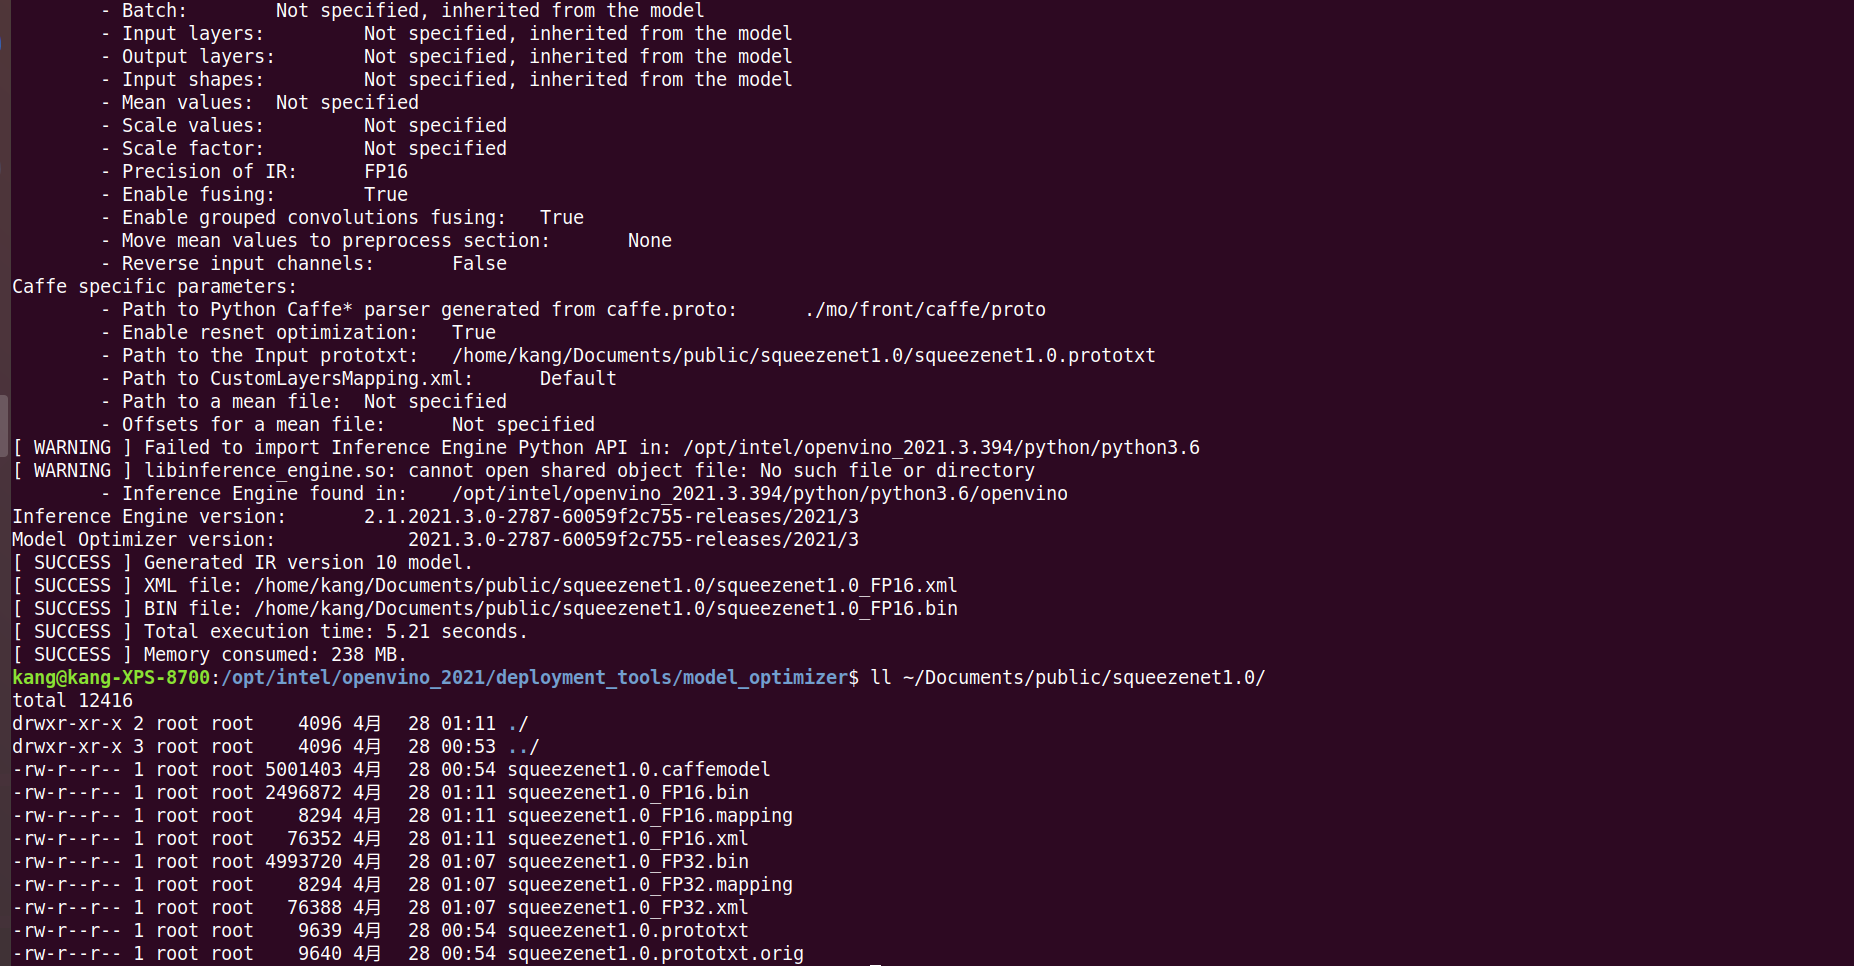 - Batch: Not specified, inherited from the model
- Input layers: Not specified, inherited from the model
- Output layers: Not specified, inherited from the model
- Input shapes: Not specified, inherited from the model
- Mean values: Not specified
- Scale values: Not specified
- Scale factor: Not specified
- Precision of IR: FP16
- Enable fusing: True
- Enable grouped convolutions fusing: True
- Move mean values to preprocess section: None
- Reverse input channels: False
Caffe specific parameters:
- Path to Python Caffe* parser generated from caffe.proto: ./mo/front/caffe/proto
- Enable resnet optimization: True
- Path to the Input prototxt: /home/kang/Documents/public/squeezenet1.0/squeezenet1.0.prototxt
- Path to CustomLayersMapping.xml: Default
- Path to a mean file: Not specified
- Offsets for a mean file: Not specified
[ WARNING ] Failed to import Inference Engine Python API in: /opt/intel/openvino_2021.3.394/python/python3.6
[ WARNING ] libinference_engine.so: cannot open shared object file: No such file or directory
- Inference Engine found in: /opt/intel/openvino_2021.3.394/python/python3.6/openvino
Inference Engine version: 2.1.2021.3.0-2787-60059f2c755-releases/2021/3
Model Optimizer version: 2021.3.0-2787-60059f2c755-releases/2021/3
[ SUCCESS ] Generated IR version 10 model.
[ SUCCESS ] XML file: /home/kang/Documents/public/squeezenet1.0/squeezenet1.0_FP16.xml
[ SUCCESS ] BIN file: /home/kang/Documents/public/squeezenet1.0/squeezenet1.0_FP16.bin
[ SUCCESS ] Total execution time: 5.21 seconds.
[ SUCCESS ] Memory consumed: 238 MB.
kang@kang-XPS-8700:/opt/intel/openvino_2021/deployment_tools/model_optimizer$ ll ~/Documents/public/squeezenet1.0/
total 12416
drwxr-xr-x 2 root root 4096 4月 28 01:11 ./
drwxr-xr-x 3 root root 4096 4月 28 00:53 ../
-rw-r--r-- 1 root root 5001403 4月 28 00:54 squeezenet1.0.caffemodel
-rw-r--r-- 1 root root 2496872 4月 28 01:11 squeezenet1.0_FP16.bin
-rw-r--r-- 1 root root 8294 4月 28 01:11 squeezenet1.0_FP16.mapping
-rw-r--r-- 1 root root 76352 4月 28 01:11 squeezenet1.0_FP16.xml
-rw-r--r-- 1 root root 4993720 4月 28 01:07 squeezenet1.0_FP32.bin
-rw-r--r-- 1 root root 8294 4月 28 01:07 squeezenet1.0_FP32.mapping
-rw-r--r-- 1 root root 76388 4月 28 01:07 squeezenet1.0_FP32.xml
-rw-r--r-- 1 root root 9639 4月 28 00:54 squeezenet1.0.prototxt
-rw-r--r-- 1 root root 9640 4月 28 00:54 squeezenet1.0.prototxt.orig